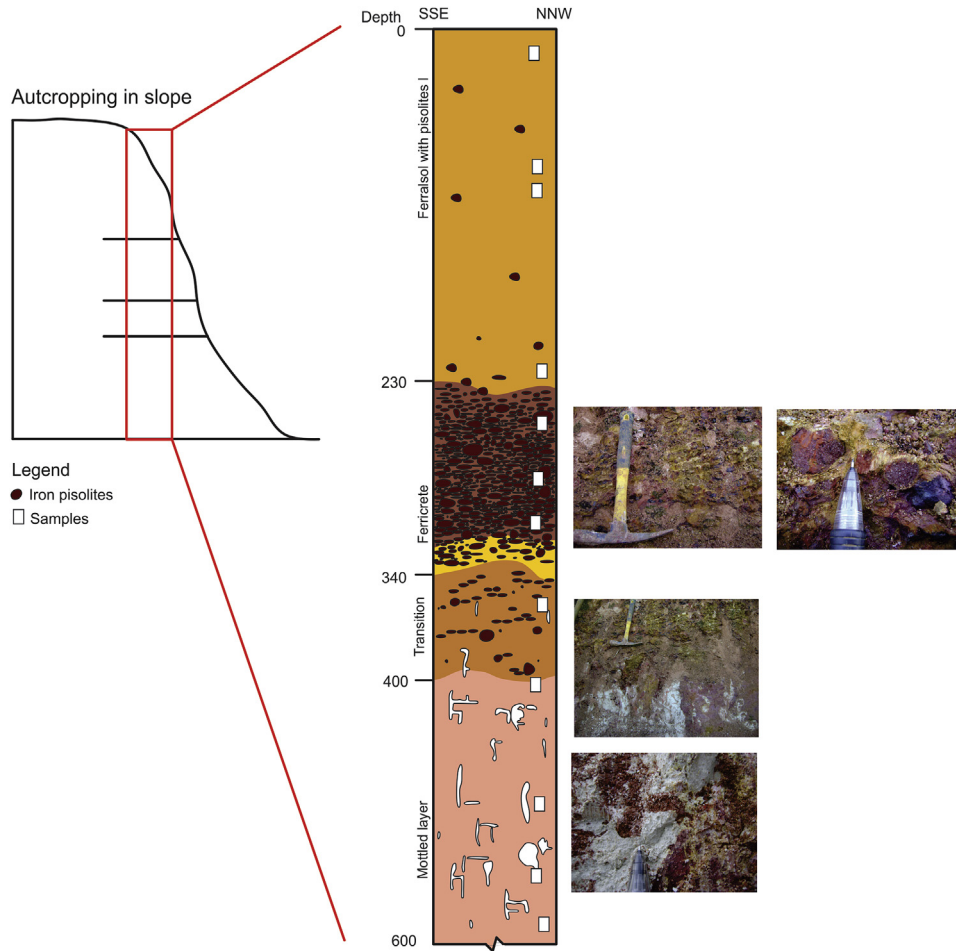 Depth
SSE
NNW
0
Autcropping in slope
Ferralsol with pisolites I
230
Legend
Iron pisolites
Samples
Ferricrete
340
Transition
400
Mottled layer
600